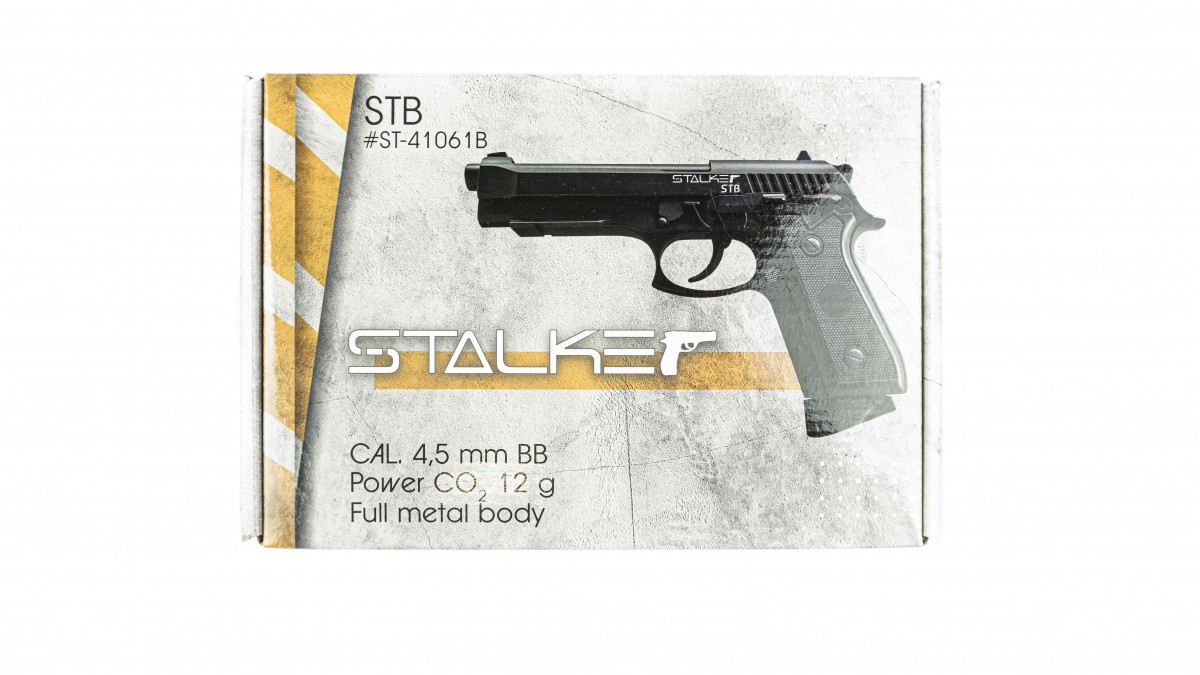 STB
#ST-41061B
STALKER
STB
STALKER
CAL. 4,5 mm BB
Power CO₂ 12 g
Full metal body